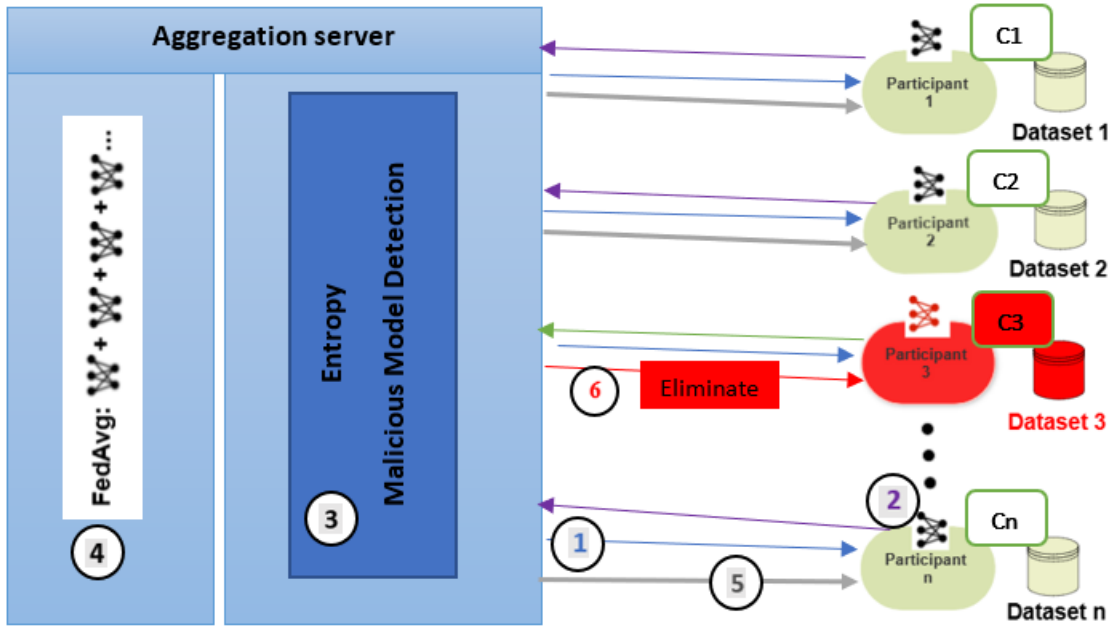 Aggregation server
FedAvg: + + + ...
4
Entropy
Malicious Model Detection
3
C1
Participant
1
Dataset 1
C2
Participant
2
Dataset 2
C3
Participant
3
Dataset 3
6
Eliminate
2
Cn
1
Participant
n
5
Dataset n